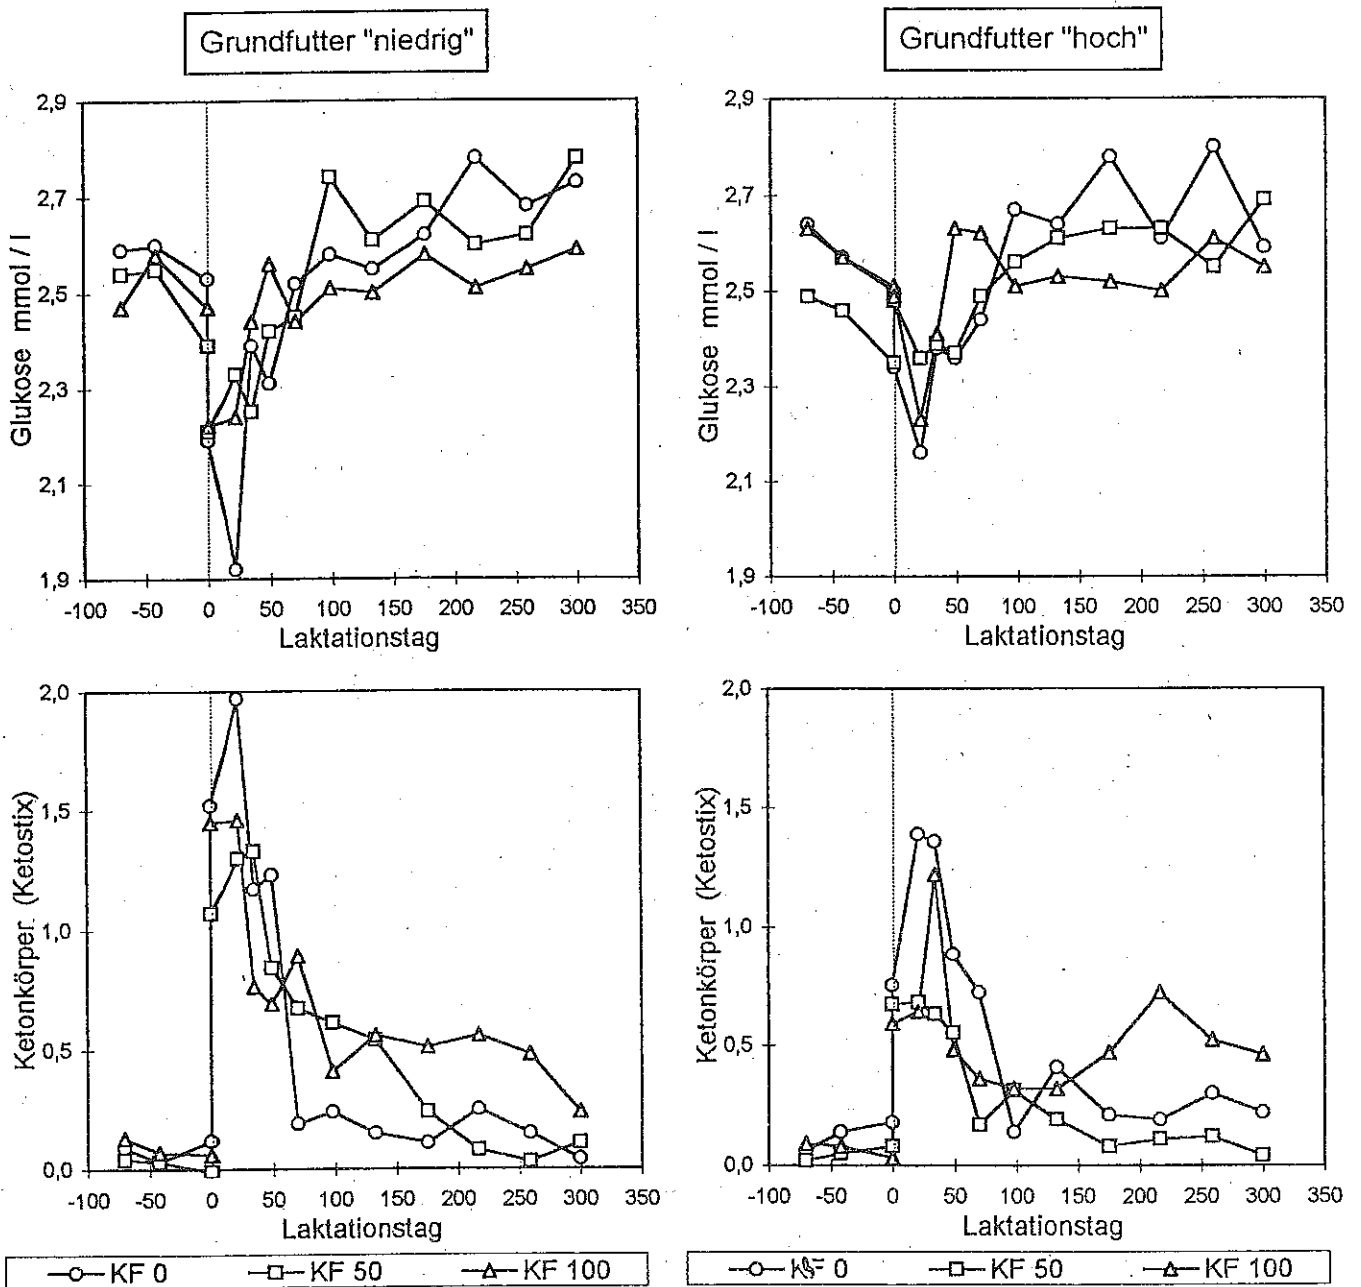 Grundfutter "niedrig"
Grundfutter "hoch"
2,9
2,7
2,5
2,3
2,1
1,9
Glukose mmol / l
-100 -50 0 50 100 150 200 250 300 350
Laktationstag
2,9
2,7
2,5
2,3
2,1
1,9
Glukose mmol / l
-100 -50 0 50 100 150 200 250 300 350
Laktationstag
2,0
1,5
1,0
0,5
0,0
Ketonkörper (Ketostix)
-100 -50 0 50 100 150 200 250 300 350
Laktationstag
2,0
1,5
1,0
0,5
0,0
Ketonkörper (Ketostix)
-100 -50 0 50 100 150 200 250 300 350
Laktationstag
KF 0 KF 50 KF 100
KF 0 KF 50 KF 100